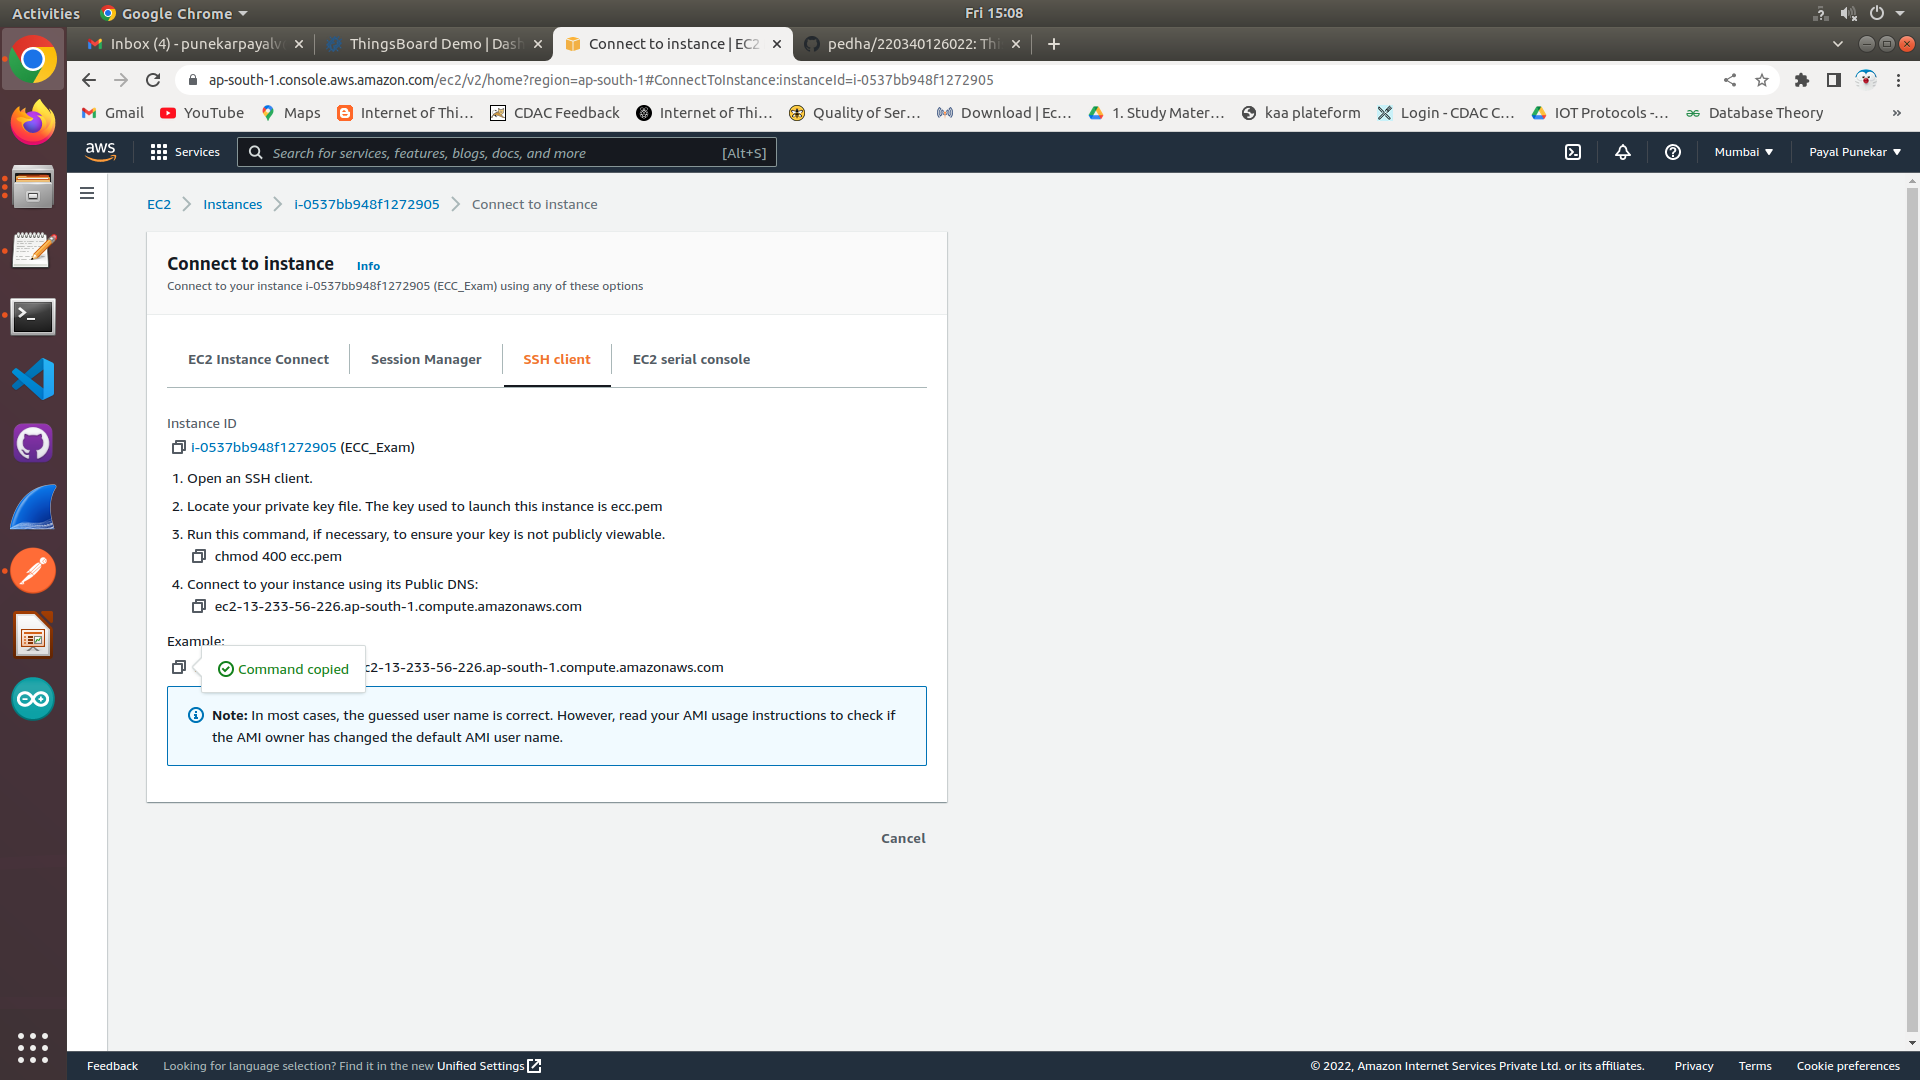 Activities
Google Chrome
Fri 15:08
Inbox (4) - punekarpayalv
ThingsBoard Demo | Dash
Connect to instance | EC2
pedha/220340126022: Thi
ap-south-1.console.aws.amazon.com/ec2/v2/home?region=ap-south-1#ConnectToInstance:instanceId=i-0537bb948f1272905
Gmail
YouTube
Maps
Internet of Thi...
CDAC Feedback
Internet of Thi...
Quality of Ser...
Download | Ec...
1. Study Mater...
kaa plateform
Login - CDAC C...
IOT Protocols -...
Database Theory
»
aws
Services
Search for services, features, blogs, docs, and more
[Alt+S]
Mumbai
Payal Punekar
EC2
Instances
i-0537bb948f1272905
Connect to instance
Connect to instance
Info
Connect to your instance i-0537bb948f1272905 (ECC_Exam) using any of these options
EC2 Instance Connect
Session Manager
SSH client
EC2 serial console
Instance ID
i-0537bb948f1272905 (ECC_Exam)
1. Open an SSH client.
2. Locate your private key file. The key used to launch this instance is ecc.pem
3. Run this command, if necessary, to ensure your key is not publicly viewable.
chmod 400 ecc.pem
4. Connect to your instance using its Public DNS:
ec2-13-233-56-226.ap-south-1.compute.amazonaws.com
Example:
Command copied
c2-13-233-56-226.ap-south-1.compute.amazonaws.com
Note: In most cases, the guessed user name is correct. However, read your AMI usage instructions to check if
the AMI owner has changed the default AMI user name.
Cancel
Feedback
Looking for language selection? Find it in the new Unified Settings
© 2022, Amazon Internet Services Private Ltd. or its affiliates.
Privacy
Terms
Cookie preferences